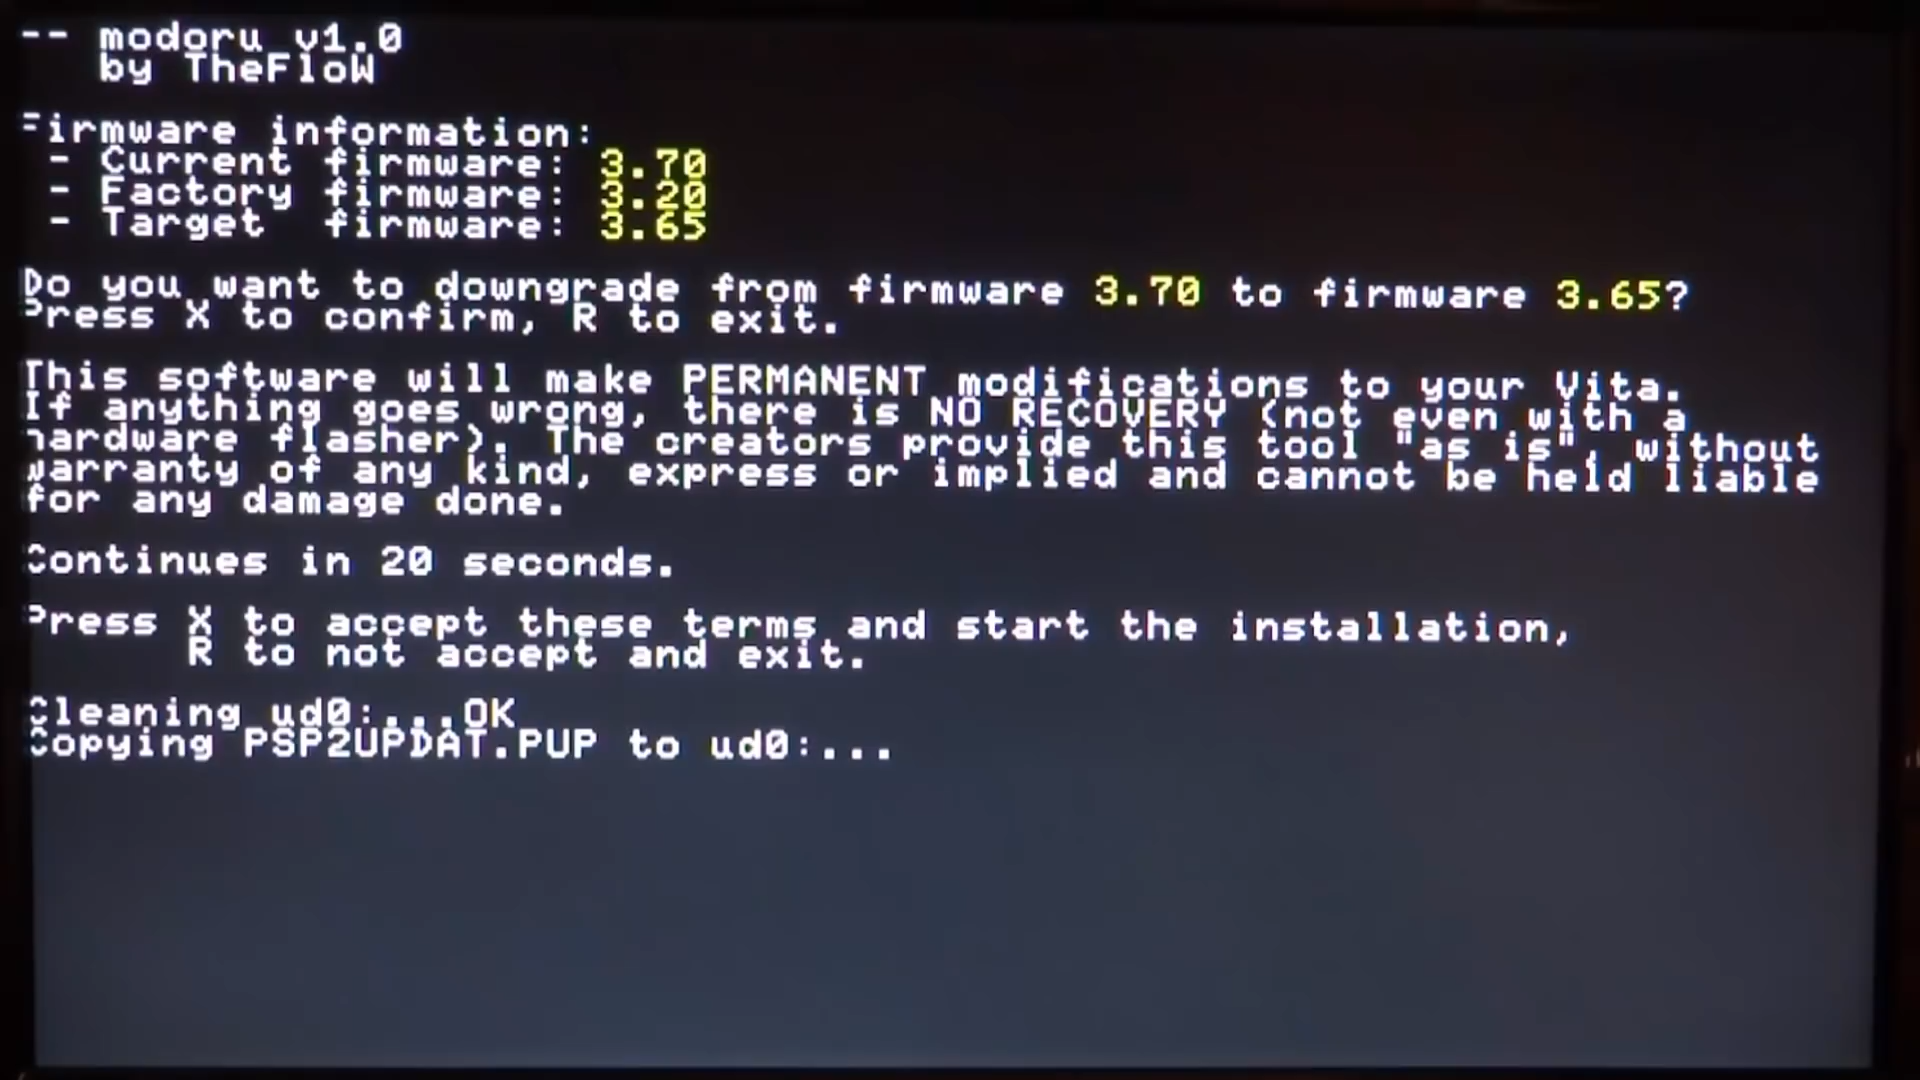 -- modoru v1.0
by TheFloW
Firmware information:
- Current firmware: 3.70
- Factory firmware: 3.20
- Target firmware: 3.65
Do you want to downgrade from firmware 3.70 to firmware 3.65?
Press X to confirm, R to exit.
This software will make PERMANENT modifications to your Vita.
If anything goes wrong, there is NO RECOVERY (not even with a
hardware flasher). The creators provide this tool "as is", without
warranty of any kind, express or implied and cannot be held liable
for any damage done.
Continues in 20 seconds.
Press X to accept these terms and start the installation,
R to not accept and exit.
Cleaning ud0:...OK
Copying PSP2UPDAT.PUP to ud0:...